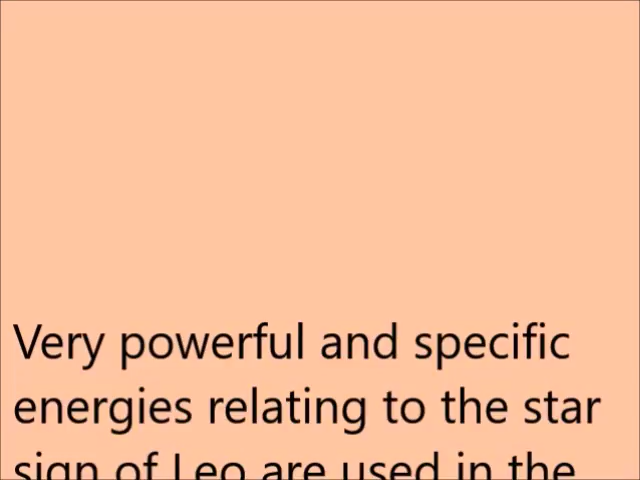 Very powerful and specific
energies relating to the star
sign of Leo are used in the